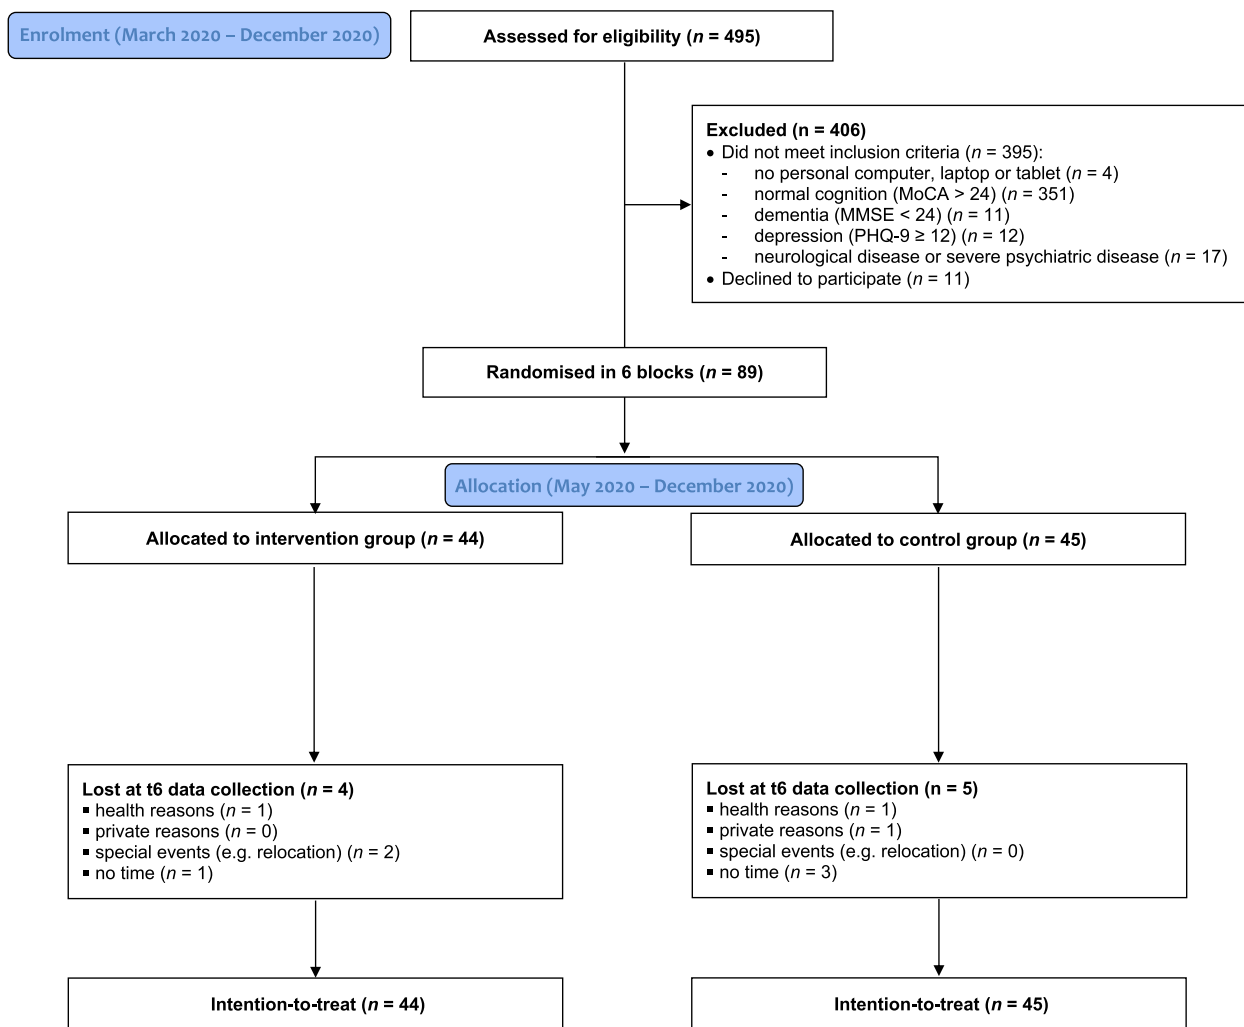 Enrolment (March 2020 – December 2020)
Assessed for eligibility (n = 495)
Excluded (n = 406)
• Did not meet inclusion criteria (n = 395):
- no personal computer, laptop or tablet (n = 4)
- normal cognition (MoCA > 24) (n = 351)
- dementia (MMSE < 24) (n = 11)
- depression (PHQ-9 ≥ 12) (n = 12)
- neurological disease or severe psychiatric disease (n = 17)
• Declined to participate (n = 11)
Randomised in 6 blocks (n = 89)
Allocation (May 2020 – December 2020)
Allocated to intervention group (n = 44)
Allocated to control group (n = 45)
Lost at t6 data collection (n = 4)
▪ health reasons (n = 1)
▪ private reasons (n = 0)
▪ special events (e.g. relocation) (n = 2)
▪ no time (n = 1)
Lost at t6 data collection (n = 5)
▪ health reasons (n = 1)
▪ private reasons (n = 1)
▪ special events (e.g. relocation) (n = 0)
▪ no time (n = 3)
Intention-to-treat (n = 44)
Intention-to-treat (n = 45)